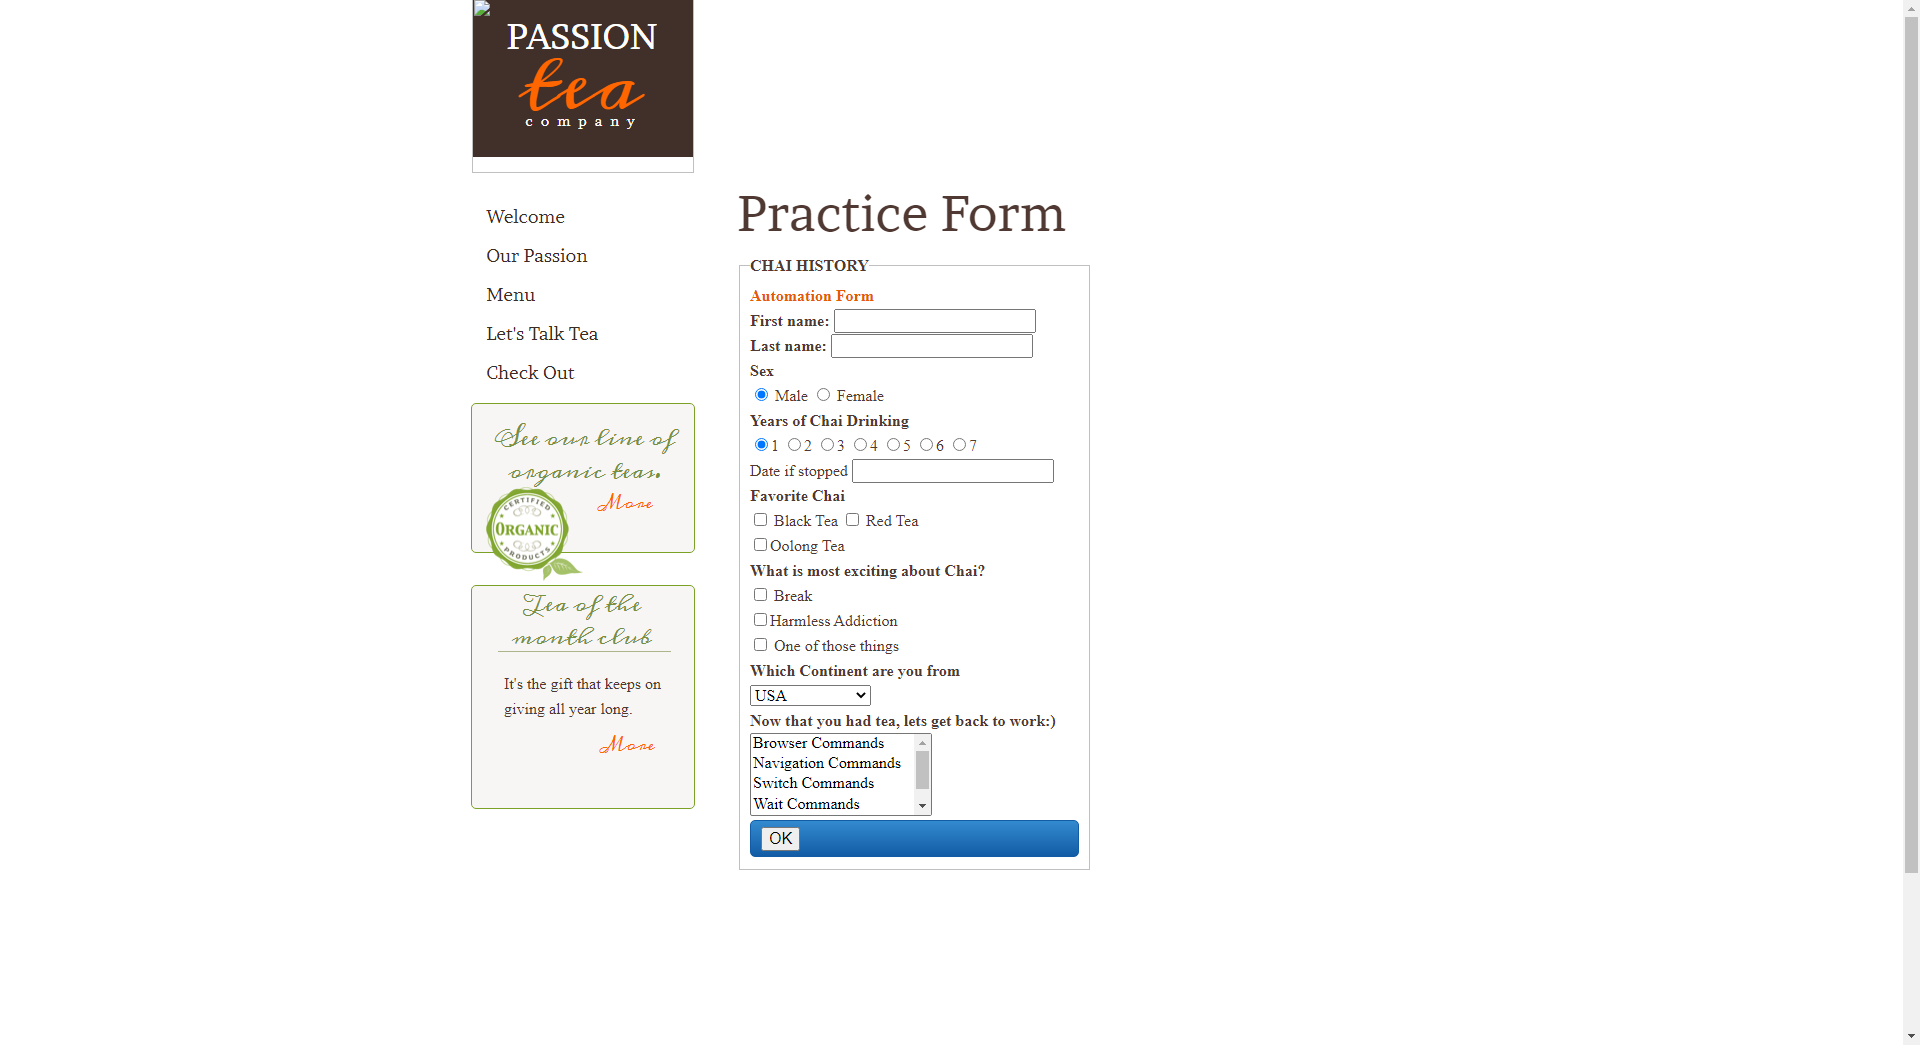 PASSION
tea
company
Welcome
Our Passion
Menu
Let's Talk Tea
Check Out
See our line of
organic teas.
More
CERTIFIED
ORGANIC
PRODUCTS
Tea of the
month club
It's the gift that keeps on
giving all year long.
More
Practice Form
CHAI HISTORY
Automation Form
First name:
Last name:
Sex
Male Female
Years of Chai Drinking
1 2 3 4 5 6 7
Date if stopped
Favorite Chai
Black Tea Red Tea
Oolong Tea
What is most exciting about Chai?
Break
Harmless Addiction
One of those things
Which Continent are you from
USA
Now that you had tea, lets get back to work:)
Browser Commands
Navigation Commands
Switch Commands
Wait Commands
OK